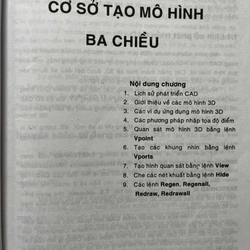 CƠ SỞ TẠO MÔ HÌNH
BA CHIỀU
Nội dung chương
1. Lịch sử phát triển CAD
2. Giới thiệu về các mô hình 3D
3. Các ví dụ ứng dụng mô hình 3D
4. Các phương pháp nhập tọa độ điểm
5. Quan sát mô hình 3D bằng lệnh
Vpoint
6. Tạo các khung nhìn bằng lệnh
Vports
7. Tạo hình quan sát bằng lệnh View
8. Che các nét khuất bằng lệnh Hide
9. Các lệnh Regen, Regenall,
Redraw, Redrawall